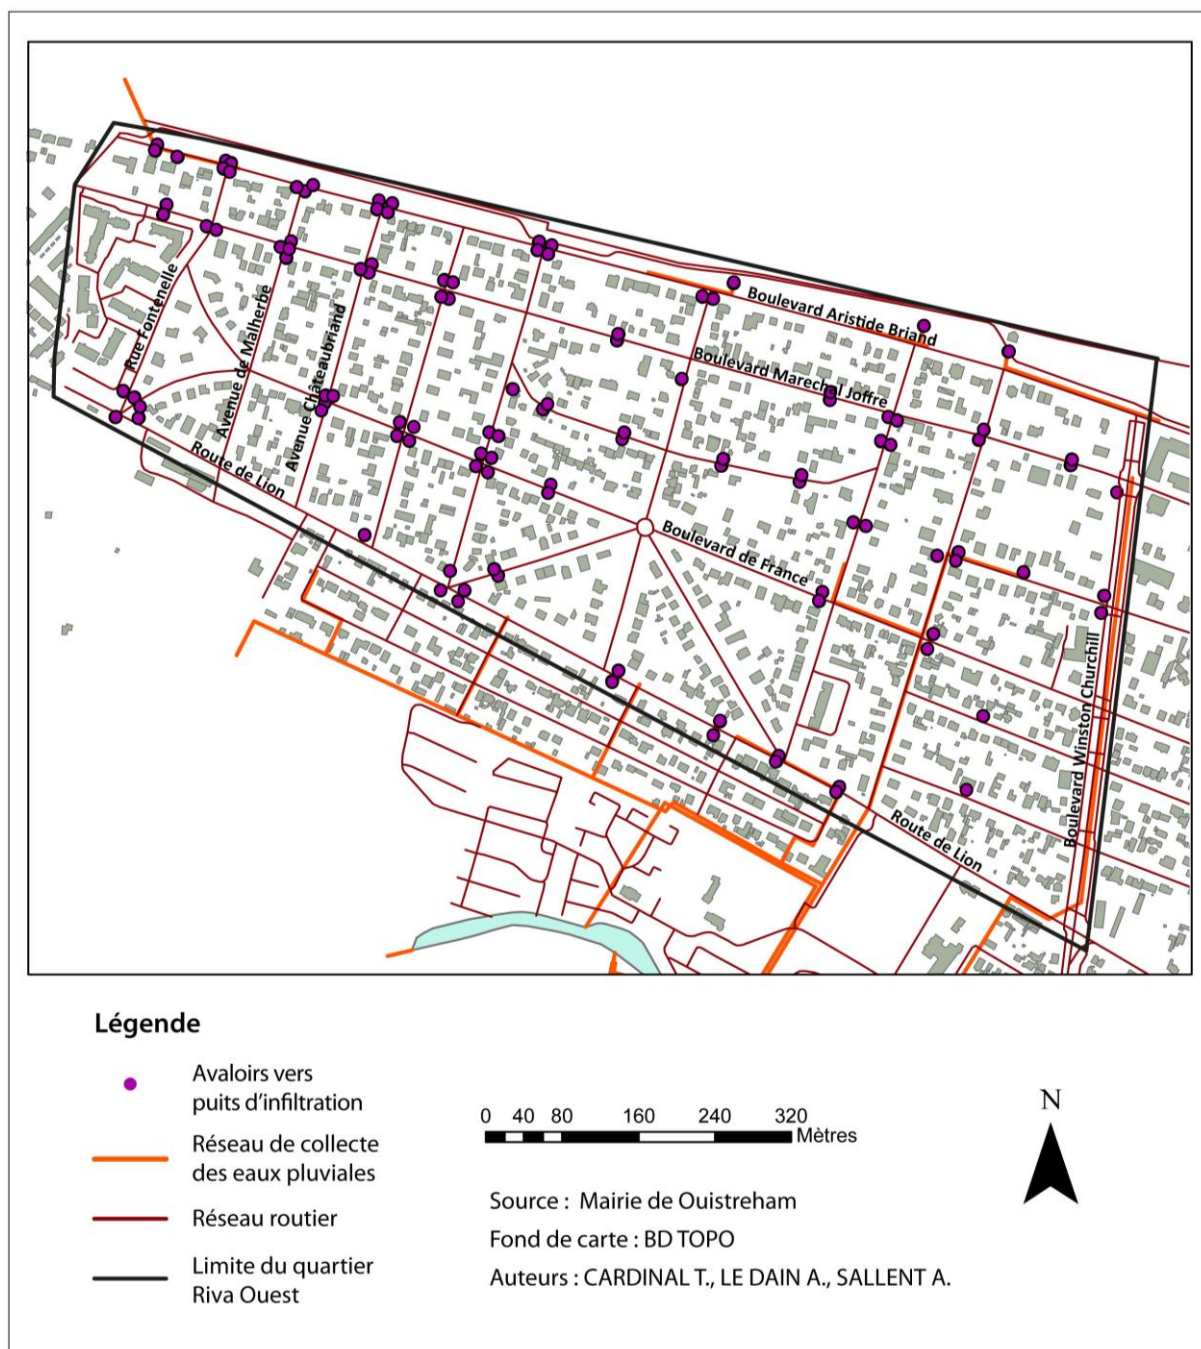 Boulevard Aristide Briand
Boulevard Marechal Joffre
Rue Fontenelle
Avenue de Malherbe
Avenue Châteaubriand
Route de Lion
Boulevard de France
Boulevard Winston Churchill
Route de Lion
Légende
Avaloirs vers
puits d'infiltration
Réseau de collecte
des eaux pluviales
Réseau routier
Limite du quartier
Riva Ouest
0 40 80 160 240 320
Mètres
Source : Mairie de Ouistreham
Fond de carte : BD TOPO
Auteurs : CARDINAL T., LE DAIN A., SALLENT A.
N